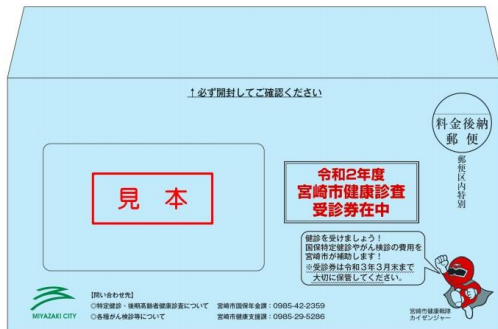 ↑必ず開封してご確認ください
料金後納
郵便
郵便区内特別
見本
令和2年度
宮崎市健康診査
受診券在中
健診を受けましょう！
国保特定健診やがん検診の費用を
宮崎市が補助します！
※受診券は令和3年3月末まで
大切に保管してください。
MIYAZAKI CITY
【問い合わせ先】
◎特定健診・後期高齢者健康診査について 宮崎市国保年金課：0985-42-2359
◎各種がん検診等について 宮崎市健康支援課：0985-29-5286
宮崎市健康戦隊
カイゼンジャー